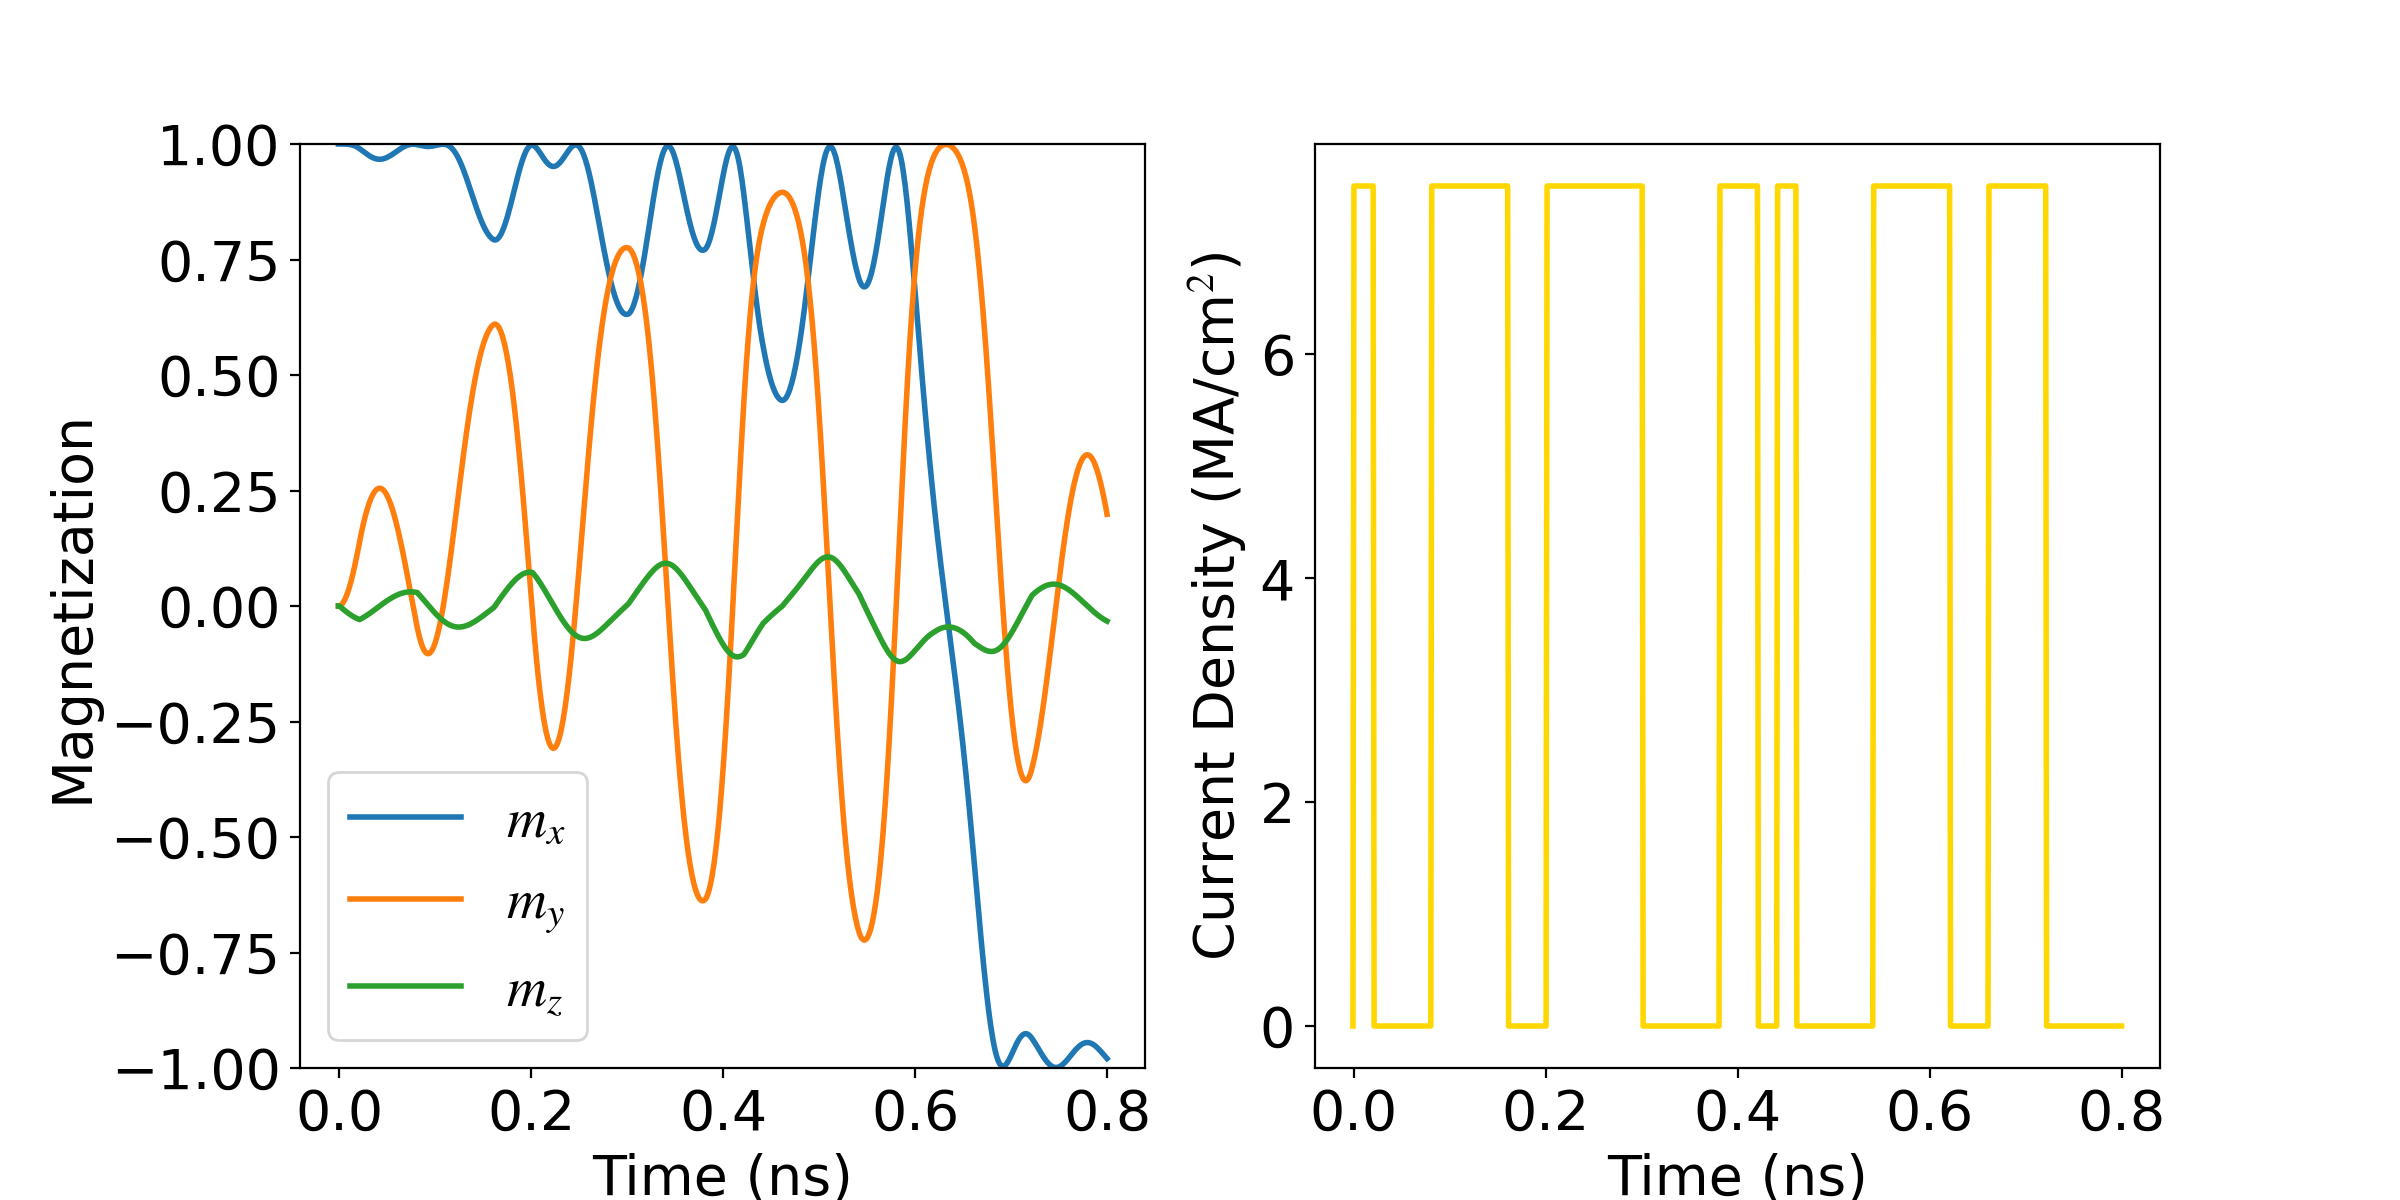 Magnetization
1.00
0.75
0.50
0.25
0.00
−0.25
−0.50
−0.75
−1.00
m_x
m_y
m_z
0.0 0.2 0.4 0.6 0.8
Time (ns)
Current Density (MA/cm²)
6
4
2
0
0.0 0.2 0.4 0.6 0.8
Time (ns)